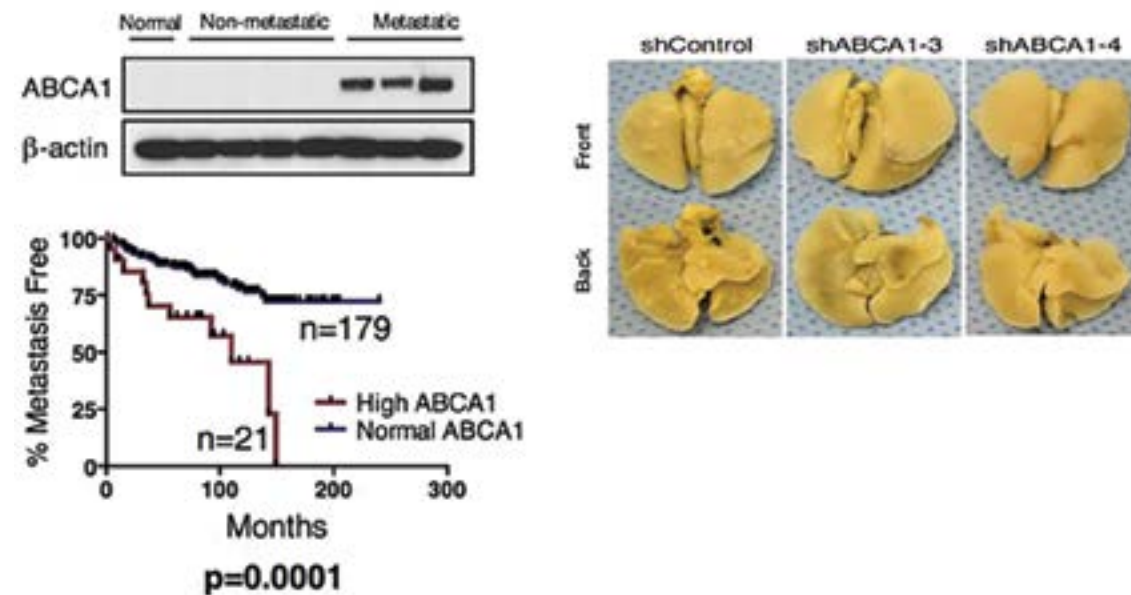 Normal Non-metastatic Metastatic
ABCA1
β-actin
% Metastasis Free
100
75
50
25
0
n=179
High ABCA1
Normal ABCA1
n=21
0 100 200 300
Months
p=0.0001
shControl shABCA1-3 shABCA1-4
Front
Back